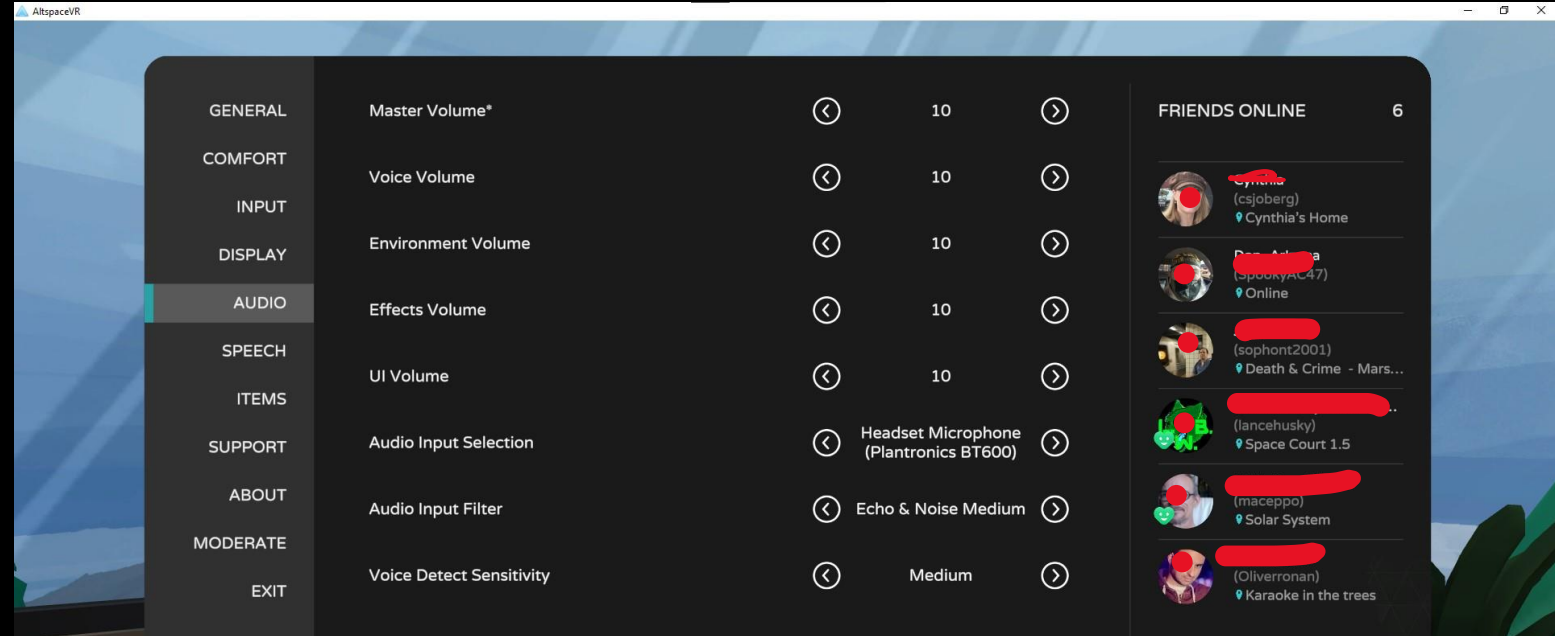 AltspaceVR
GENERAL
COMFORT
INPUT
DISPLAY
AUDIO
SPEECH
ITEMS
SUPPORT
ABOUT
MODERATE
EXIT
Master Volume* 10
Voice Volume 10
Environment Volume 10
Effects Volume 10
UI Volume 10
Audio Input Selection Headset Microphone
(Plantronics BT600)
Audio Input Filter Echo & Noise Medium
Voice Detect Sensitivity Medium
FRIENDS ONLINE 6
(csjoberg)
Cynthia's Home
(SpookyAC47)
Online
(sophont2001)
Death & Crime - Mars...
(lancehusky)
Space Court 1.5
(maceppo)
Solar System
(Oliverronan)
Karaoke in the trees